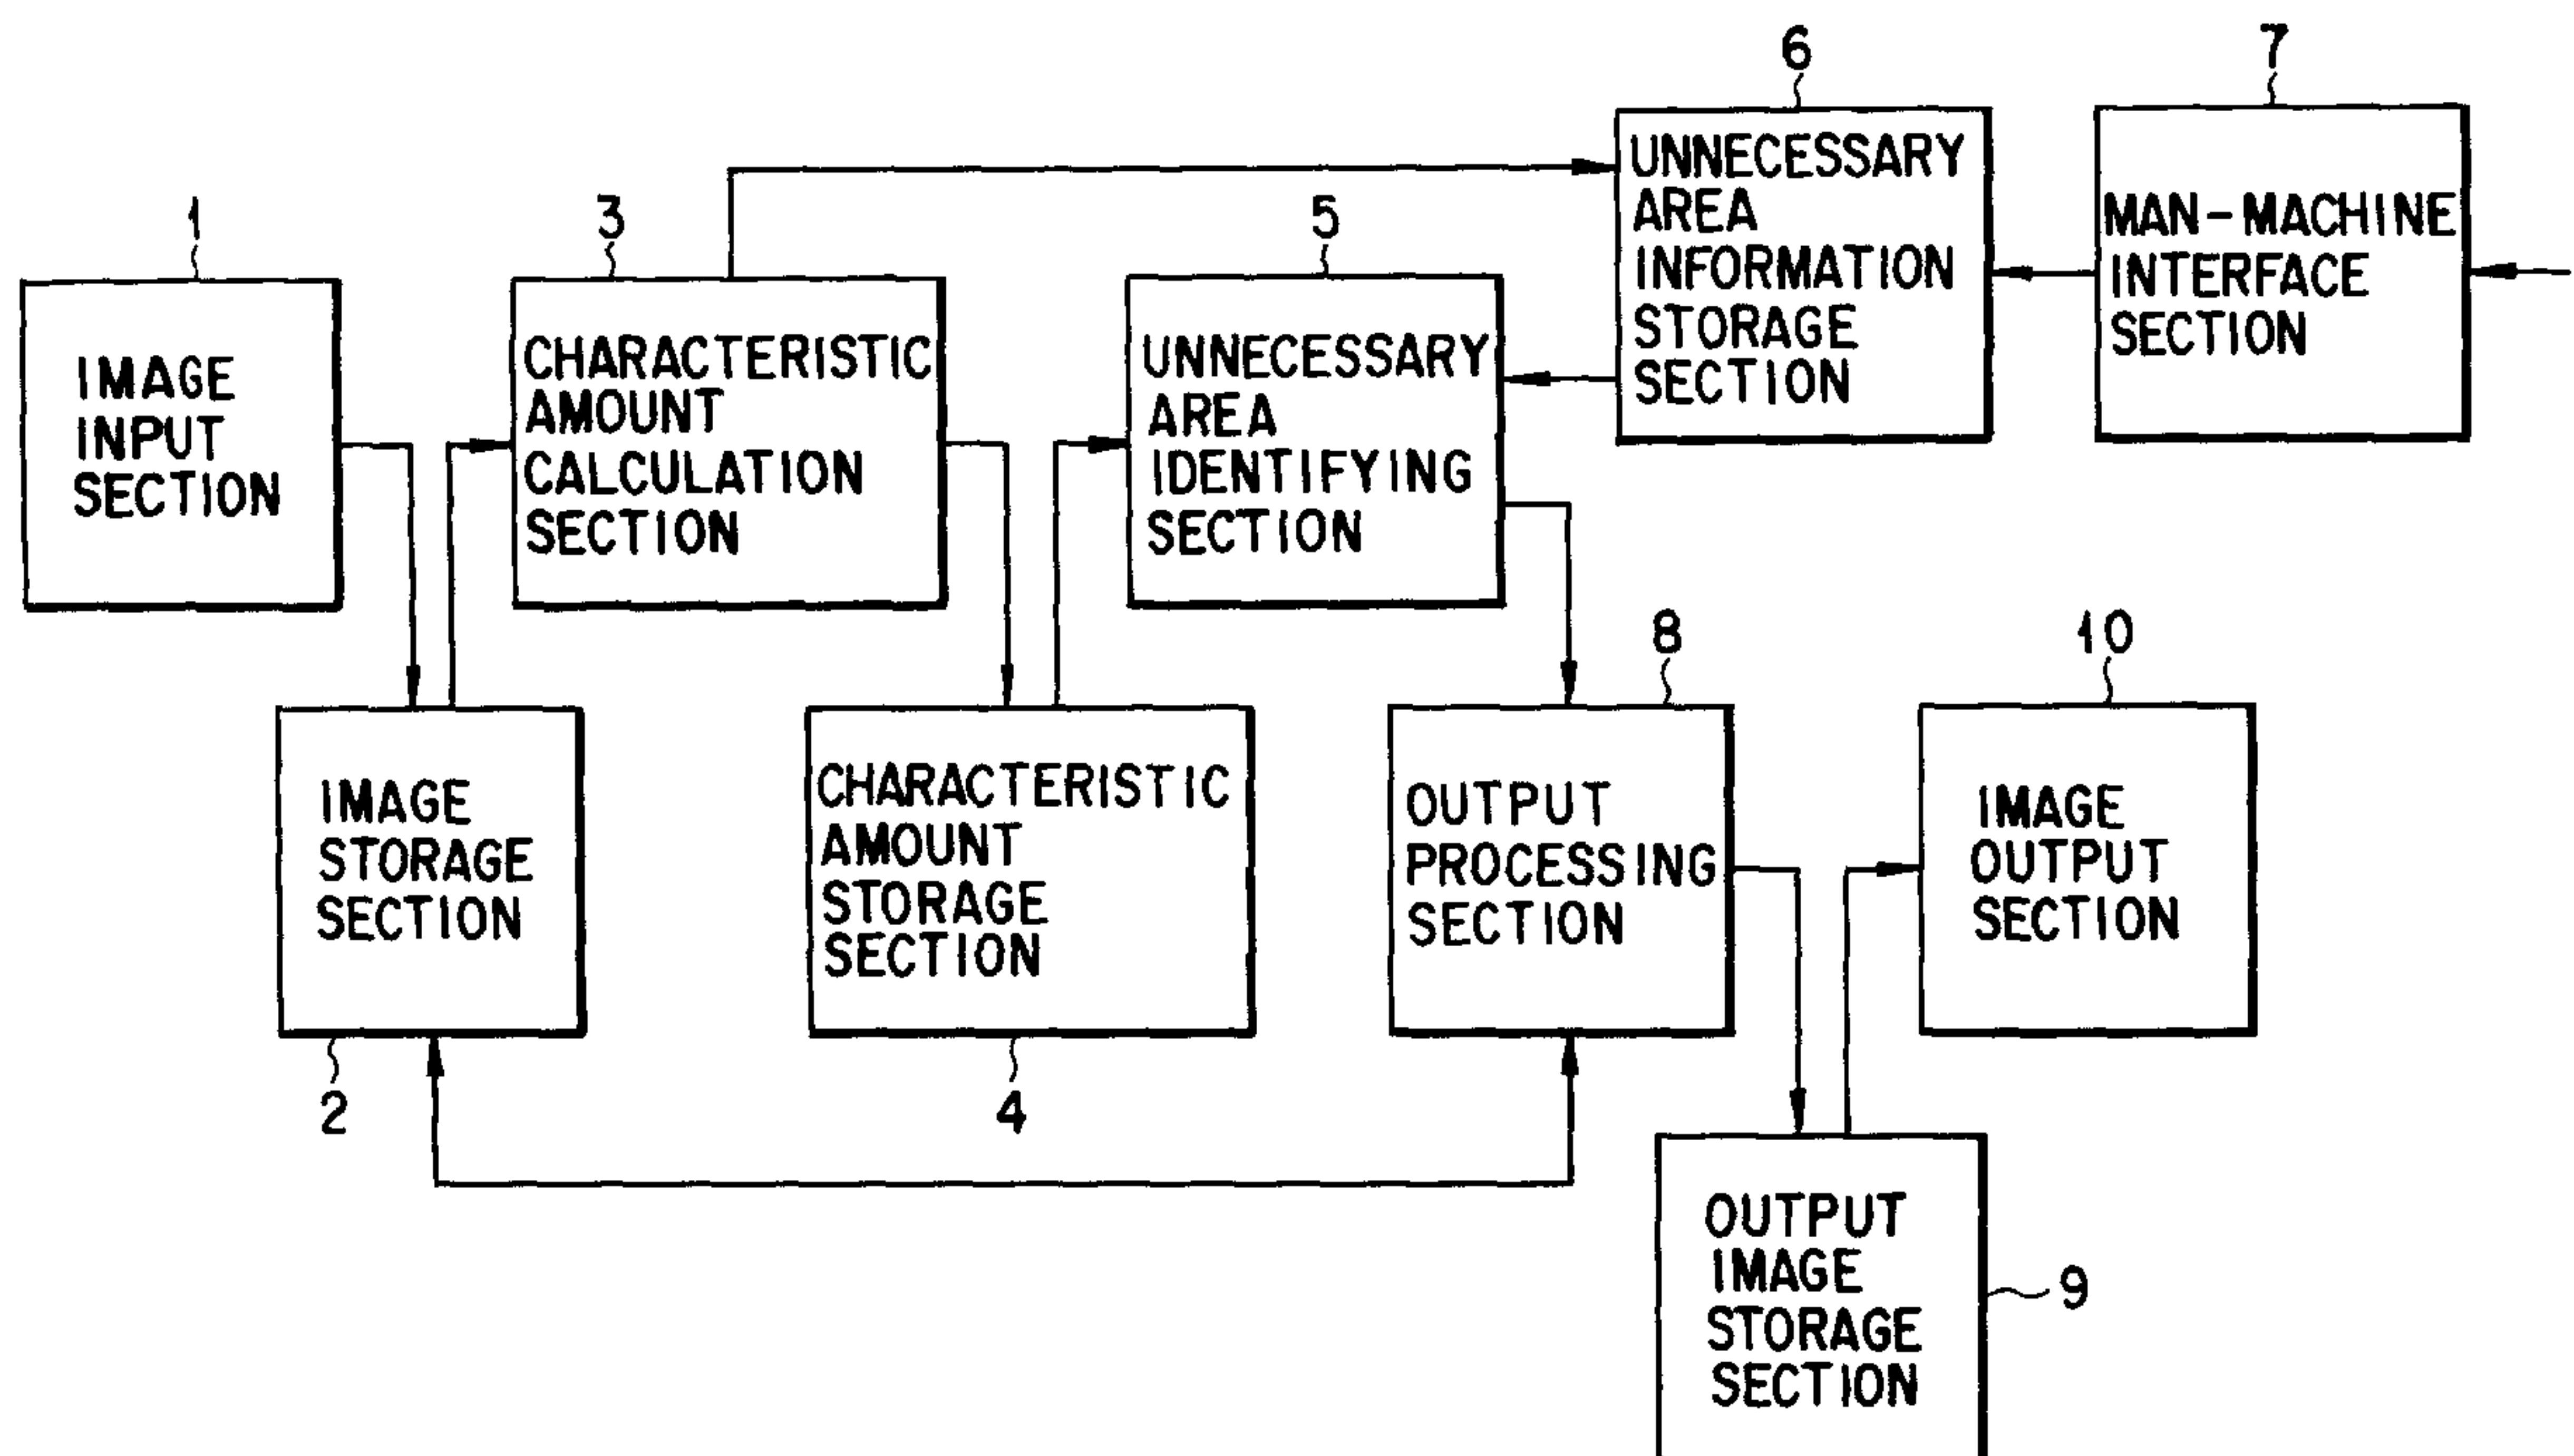 1
IMAGE
INPUT
SECTION
2
IMAGE
STORAGE
SECTION
3
CHARACTERISTIC
AMOUNT
CALCULATION
SECTION
4
CHARACTERISTIC
AMOUNT
STORAGE
SECTION
5
UNNECESSARY
AREA
IDENTIFYING
SECTION
6
UNNECESSARY
AREA
INFORMATION
STORAGE
SECTION
7
MAN-MACHINE
INTERFACE
SECTION
8
OUTPUT
PROCESSING
SECTION
9
OUTPUT
IMAGE
STORAGE
SECTION
10
IMAGE
OUTPUT
SECTION